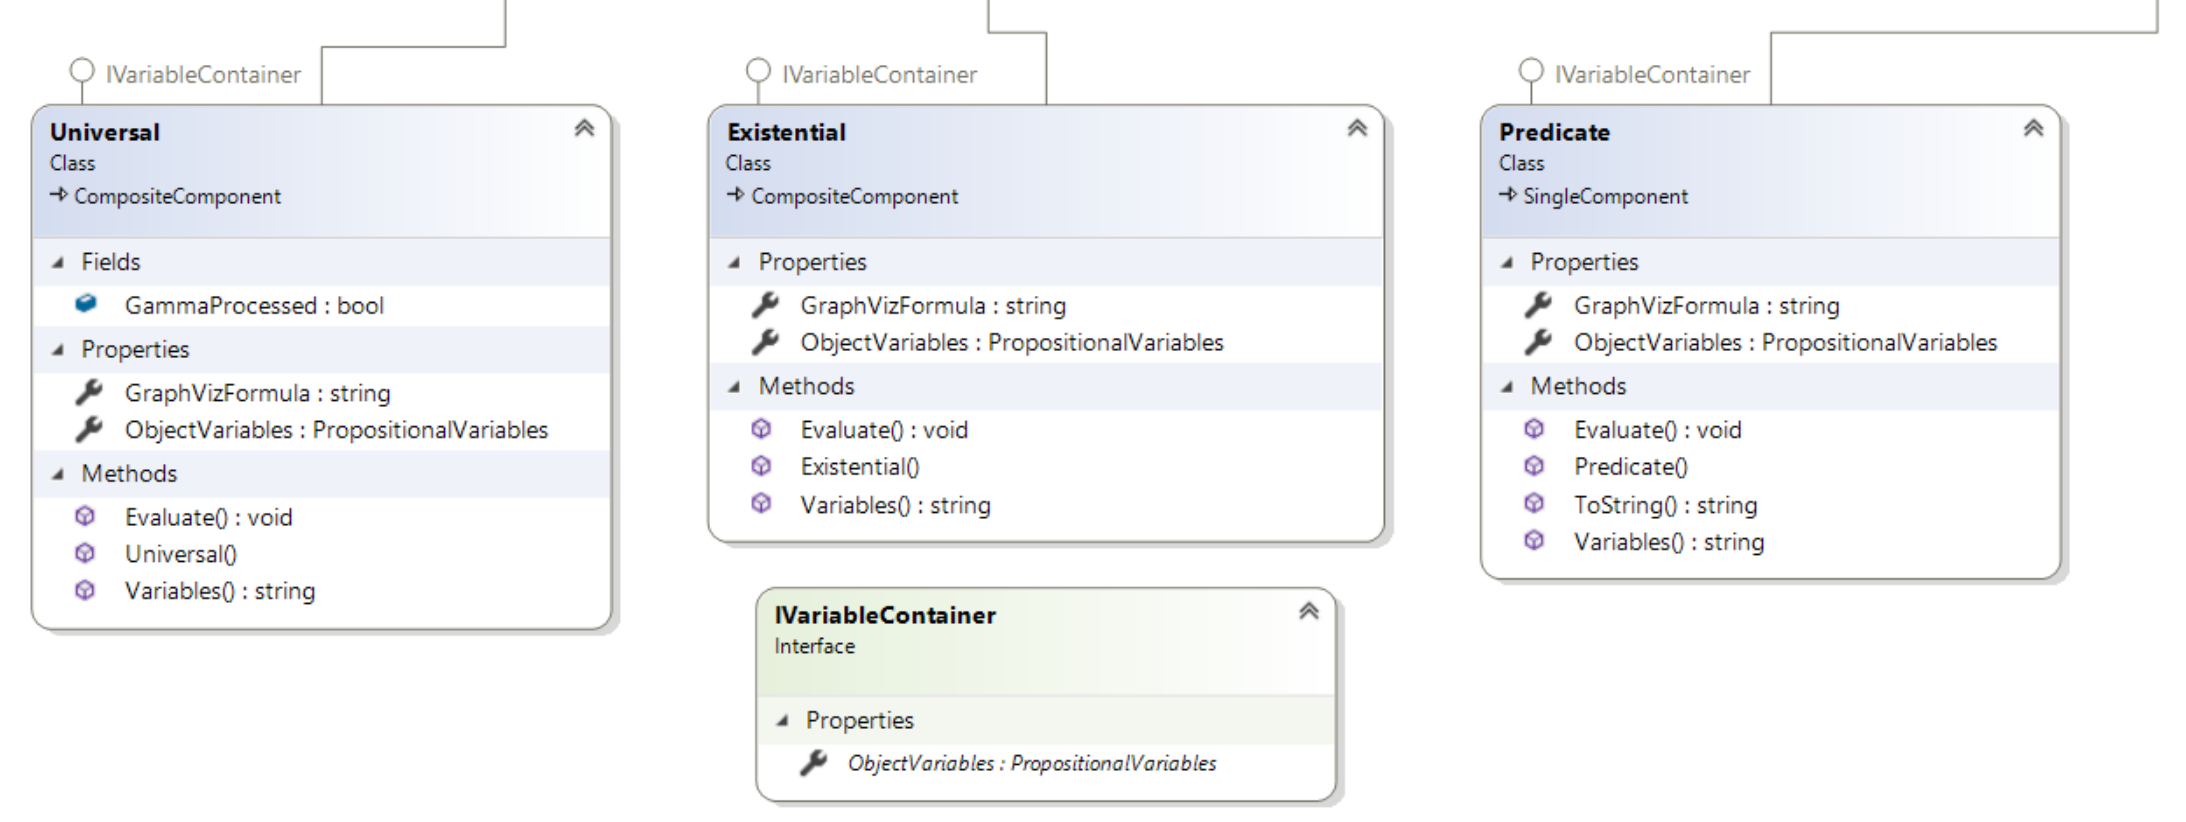 IVariableContainer
Universal
Class
CompositeComponent
Fields
GammaProcessed : bool
Properties
GraphVizFormula : string
ObjectVariables : PropositionalVariables
Methods
Evaluate() : void
Universal()
Variables() : string
IVariableContainer
Existential
Class
CompositeComponent
Properties
GraphVizFormula : string
ObjectVariables : PropositionalVariables
Methods
Evaluate() : void
Existential()
Variables() : string
IVariableContainer
Predicate
Class
SingleComponent
Properties
GraphVizFormula : string
ObjectVariables : PropositionalVariables
Methods
Evaluate() : void
Predicate()
ToString() : string
Variables() : string
IVariableContainer
Interface
Properties
ObjectVariables : PropositionalVariables